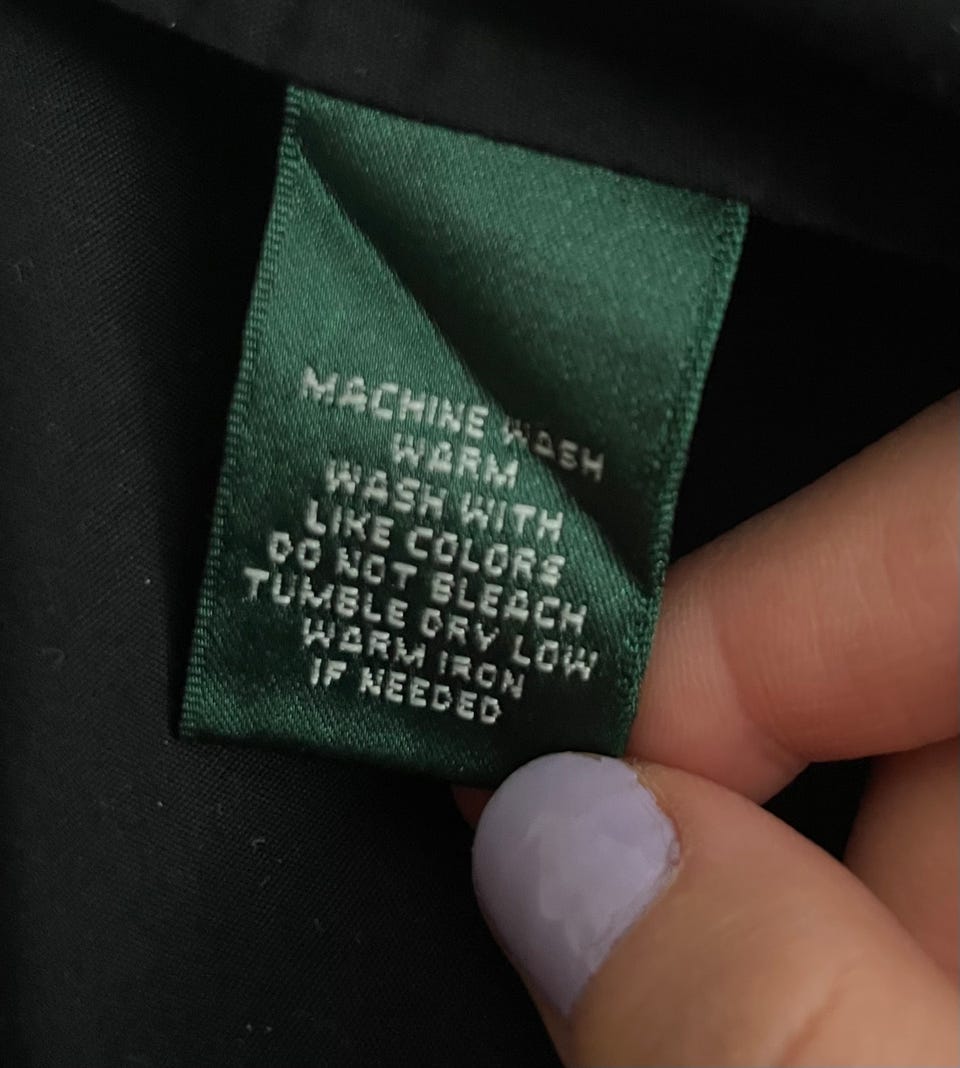 MACHINE WASH
WARM
WASH WITH
LIKE COLORS
DO NOT BLEACH
TUMBLE DRY LOW
WARM IRON
IF NEEDED